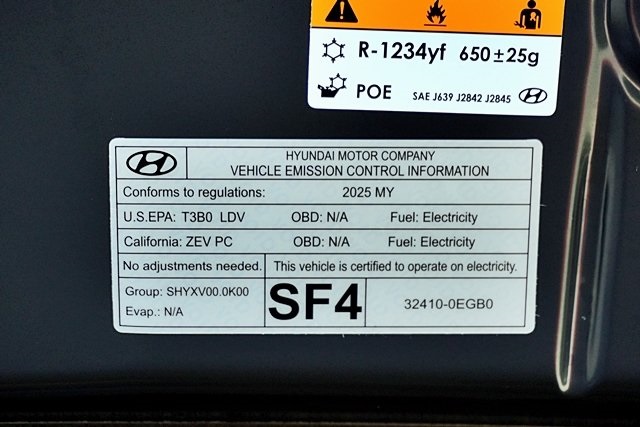 R-1234yf 650±25g
POE SAE J639 J2842 J2845
HYUNDAI MOTOR COMPANY
VEHICLE EMISSION CONTROL INFORMATION
Conforms to regulations: 2025 MY
U.S.EPA: T3B0 LDV OBD: N/A Fuel: Electricity
California: ZEV PC OBD: N/A Fuel: Electricity
No adjustments needed. This vehicle is certified to operate on electricity.
Group: SHYXV00.0K00
Evap.: N/A
SF4
32410-0EGB0